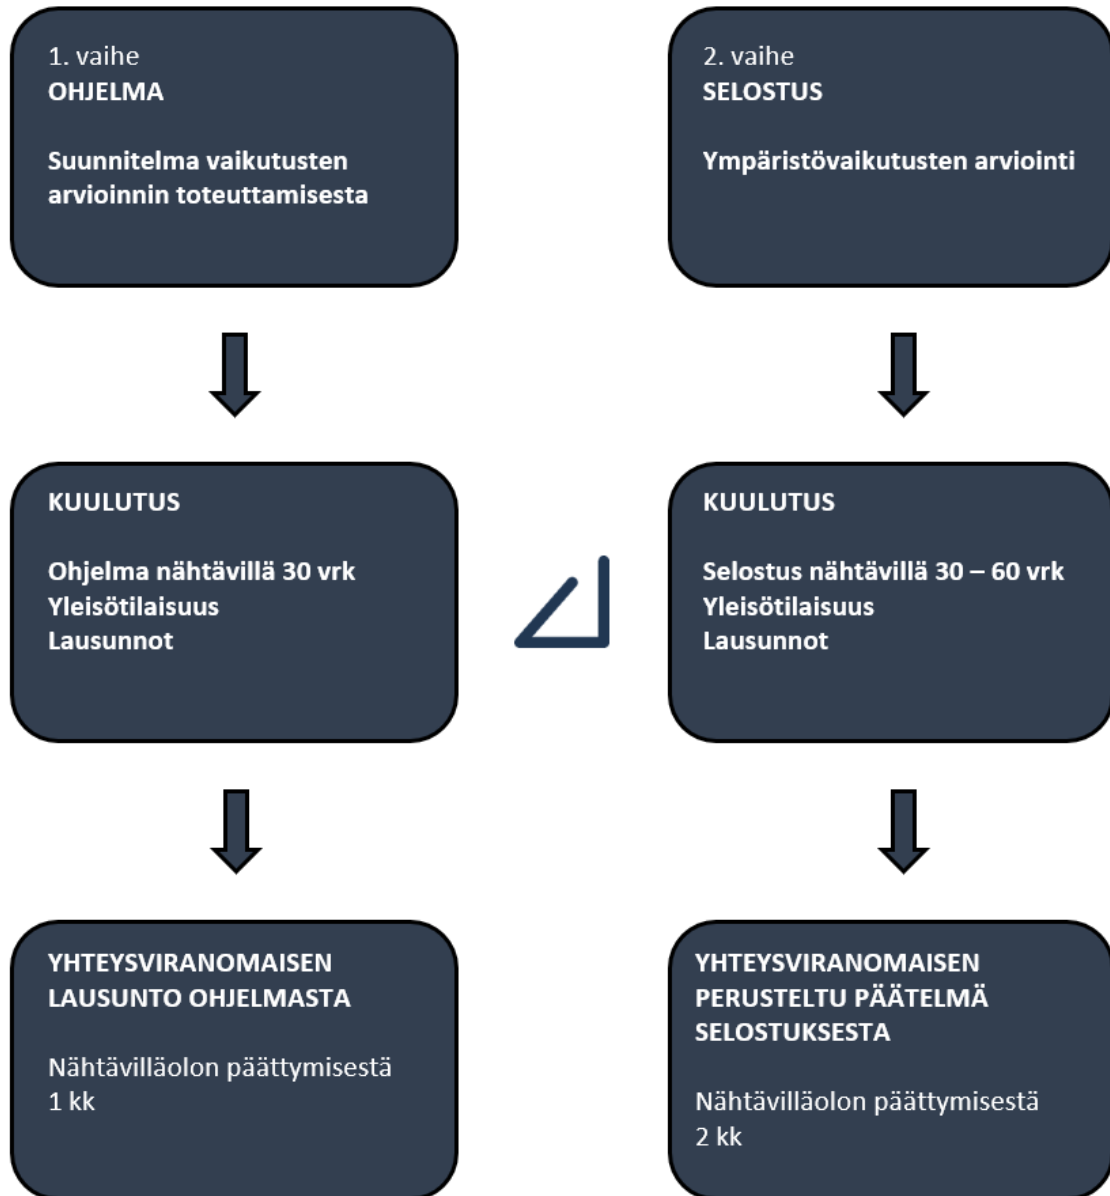 1. vaihe
OHJELMA
Suunnitelma vaikutusten
arvioinnin toteuttamisesta
KUULUTUS
Ohjelma nähtävillä 30 vrk
Yleisötilaisuus
Lausunnot
YHTEYSVIRANOMAISEN
LAUSUNTO OHJELMASTA
Nähtävilläolon päättymisestä
1 kk
2. vaihe
SELOSTUS
Ympäristövaikutusten arviointi
KUULUTUS
Selostus nähtävillä 30 – 60 vrk
Yleisötilaisuus
Lausunnot
YHTEYSVIRANOMAISEN
PERUSTELTU PÄÄTELMÄ
SELOSTUKSESTA
Nähtävilläolon päättymisestä
2 kk